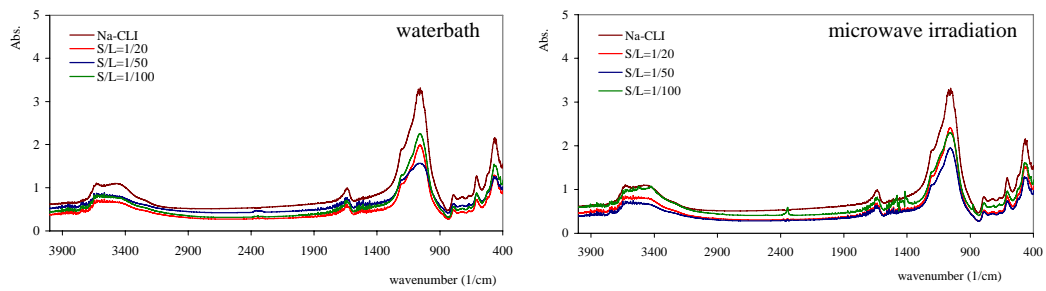 Abs.
5
4
3
2
1
0
waterbath
Na-CLI
S/L=1/20
S/L=1/50
S/L=1/100
3900 3400 2900 2400 1900 1400 900 400
wavenumber (1/cm)
Abs.
5
4
3
2
1
0
microwave irradiation
Na-CLI
S/L=1/20
S/L=1/50
S/L=1/100
3900 3400 2900 2400 1900 1400 900 400
wavenumber (1/cm)